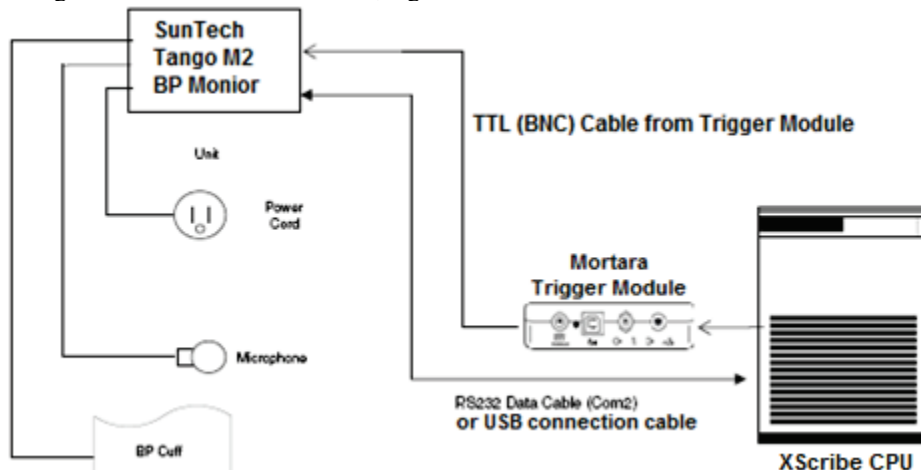 SunTech
Tango M2
BP Monior
TTL (BNC) Cable from Trigger Module
Unit
Power
Cord
Mortara
Trigger Module
Microphone
RS232 Data Cable (Com2)
or USB connection cable
BP Cuff
XScribe CPU